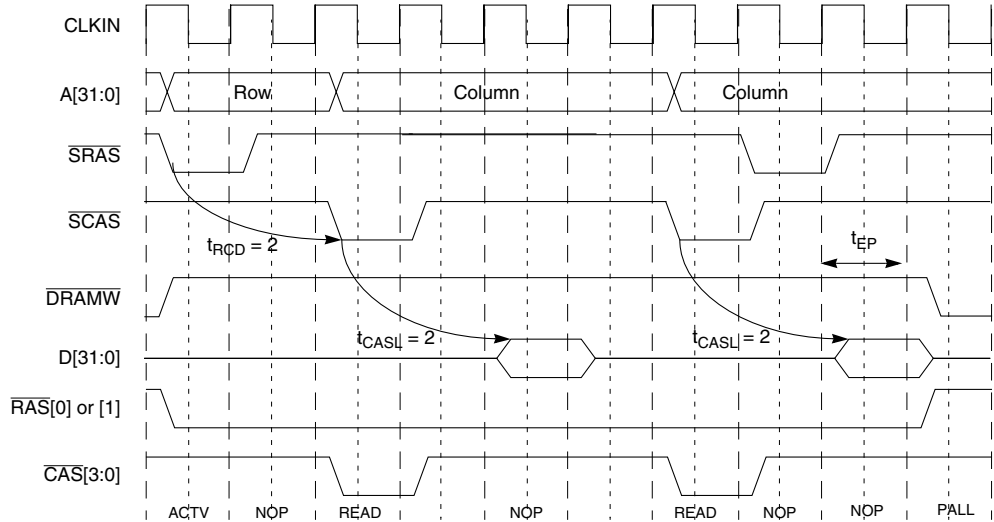 CLKIN
A[31:0] Row Column Column
SRAS
SCAS
tRCD = 2
tEP
DRAMW
tCASL = 2 tCASL = 2
D[31:0]
RAS[0] or [1]
CAS[3:0]
ACTV NOP READ NOP READ NOP NOP PALL